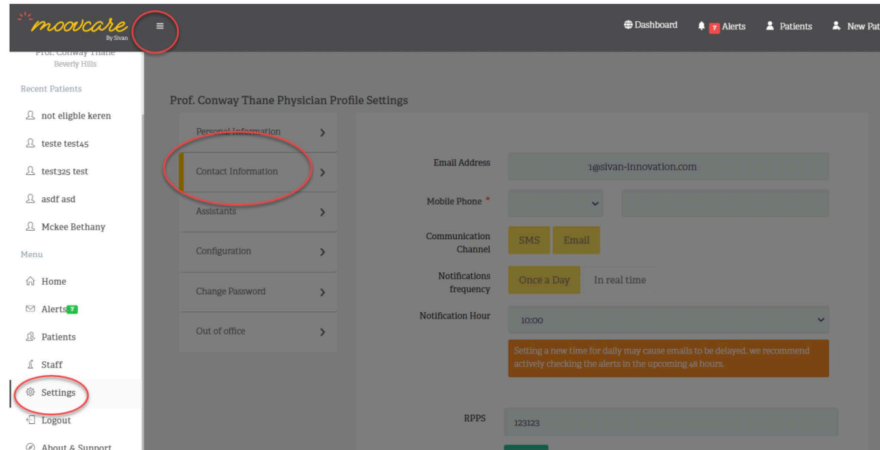 moovcare
By Sivan
Dashboard
7 Alerts
Patients
New Pat
Prof. Conway Thane
Beverly Hills
Recent Patients
not eligble keren
teste test45
test325 test
asdf asd
Mckee Bethany
Menu
Home
Alerts 7
Patients
Staff
Settings
Logout
About & Support
Prof. Conway Thane Physician Profile Settings
Personal Information
Contact Information
Assistants
Configuration
Change Password
Out of office
Email Address
1@sivan-innovation.com
Mobile Phone *
Communication
Channel
SMS Email
Notifications
frequency
Once a Day In real time
Notification Hour
10:00
Setting a new time for daily may cause emails to be delayed, we recommend
actively checking the alerts in the upcoming 48 hours.
RPPS
123123